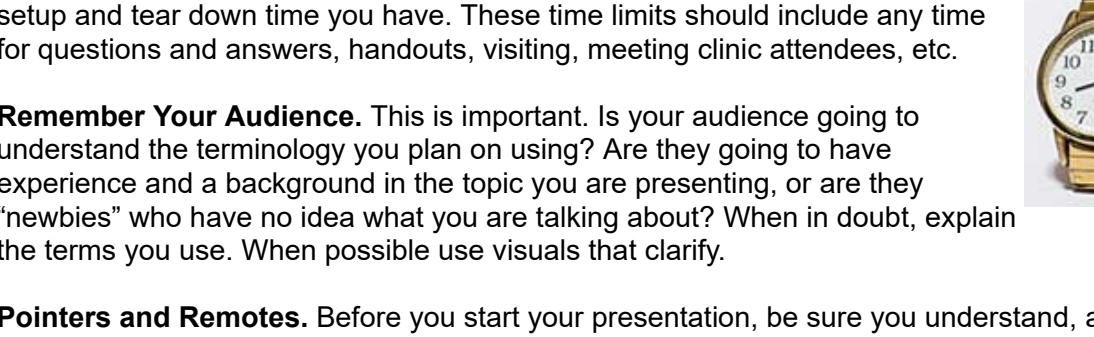 setup and tear down time you have. These time limits should include any time
for questions and answers, handouts, visiting, meeting clinic attendees, etc.
Remember Your Audience. This is important. Is your audience going to
understand the terminology you plan on using? Are they going to have
experience and a background in the topic you are presenting, or are they
“newbies” who have no idea what you are talking about? When in doubt, explain
the terms you use. When possible use visuals that clarify.
Pointers and Remotes. Before you start your presentation, be sure you understand, a
11
10
9
8
7